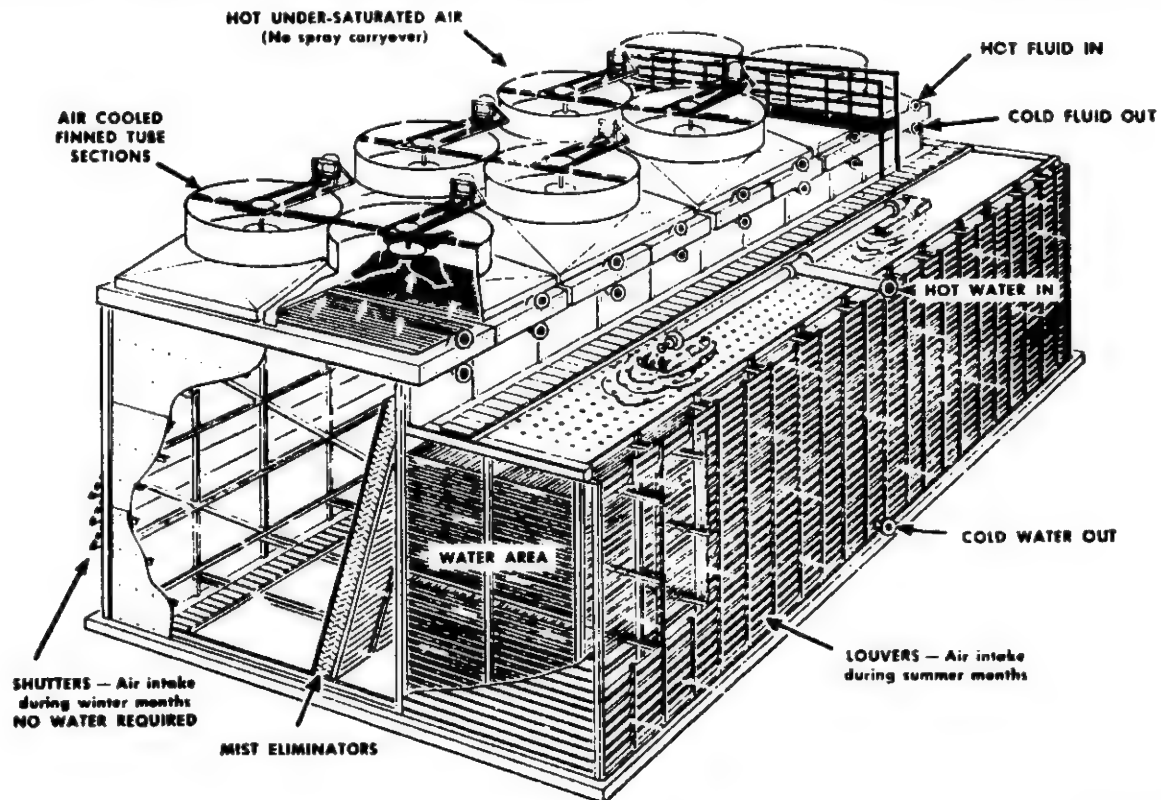 HOT UNDER-SATURATED AIR
(No spray carryover)
HOT FLUID IN
AIR COOLED
FINNED TUBE
SECTIONS
COLD FLUID OUT
HOT WATER IN
WATER AREA
COLD WATER OUT
SHUTTERS — Air intake
during winter months
NO WATER REQUIRED
LOUVERS — Air intake
during summer months
MIST ELIMINATORS